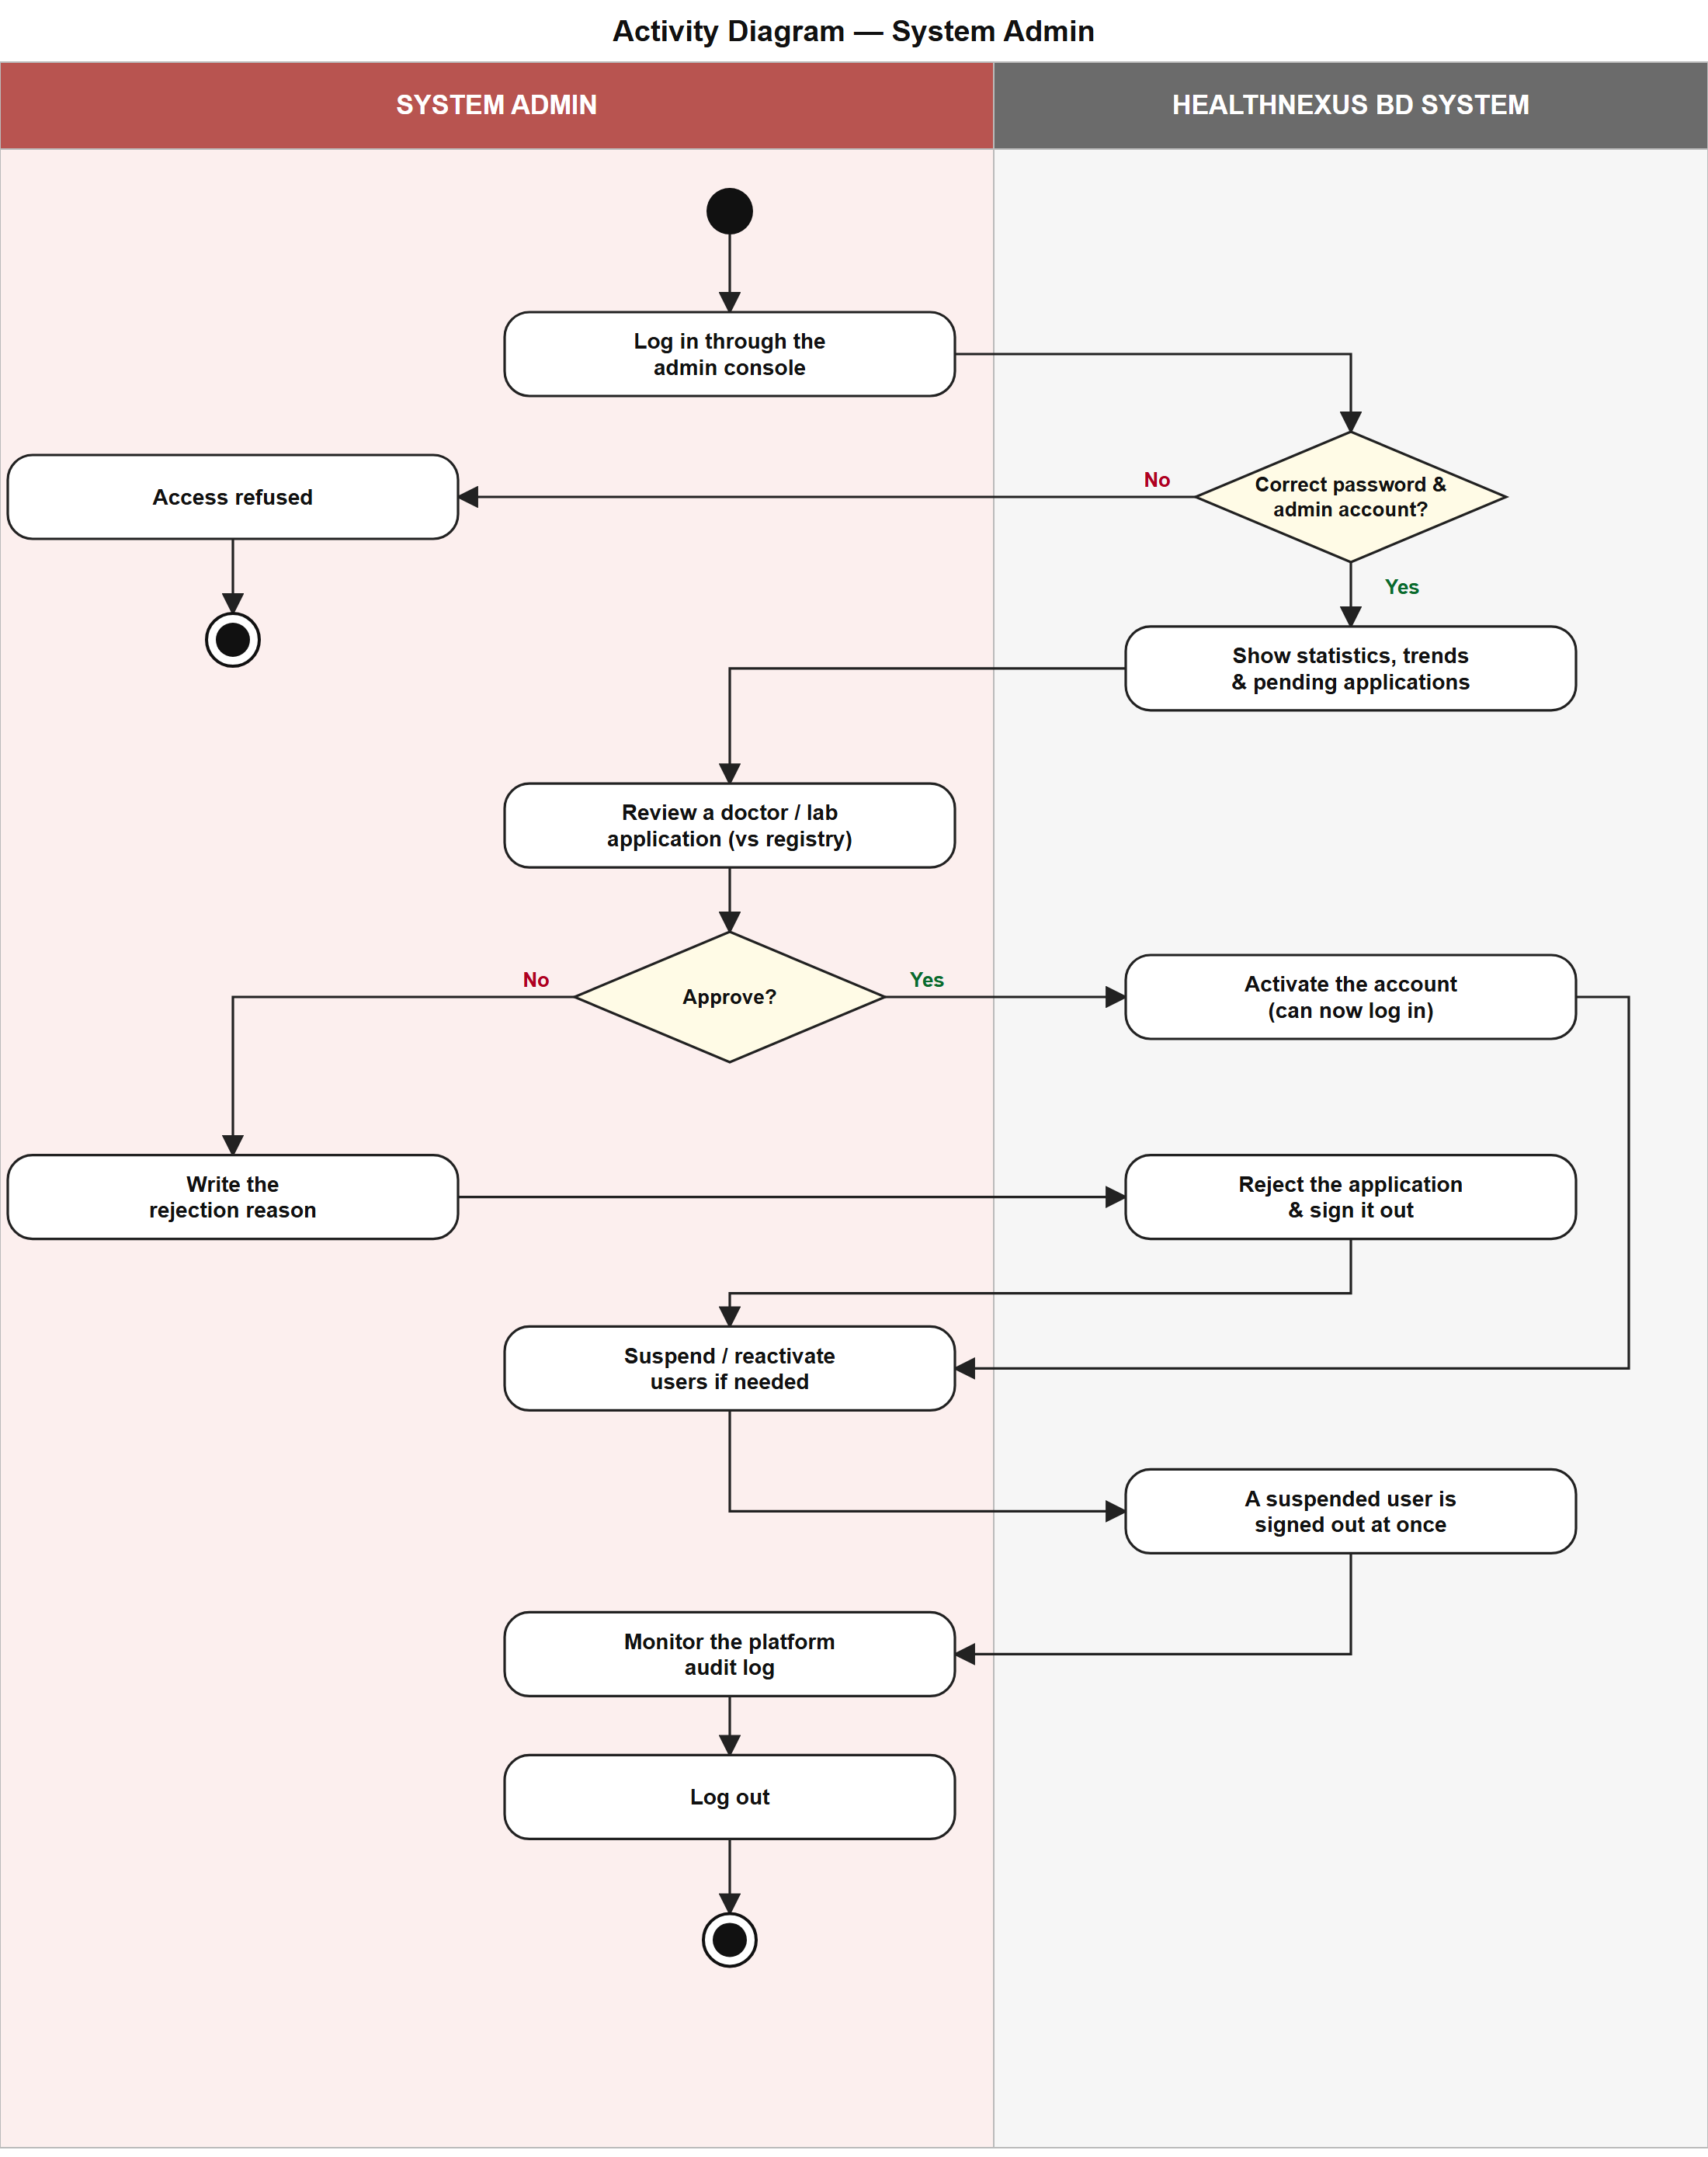 Activity Diagram — System Admin
SYSTEM ADMIN
HEALTHNEXUS BD SYSTEM
Log in through the
admin console
Correct password &
admin account?
No
Access refused
Yes
Show statistics, trends
& pending applications
Review a doctor / lab
application (vs registry)
Approve?
No
Yes
Activate the account
(can now log in)
Write the
rejection reason
Reject the application
& sign it out
Suspend / reactivate
users if needed
A suspended user is
signed out at once
Monitor the platform
audit log
Log out